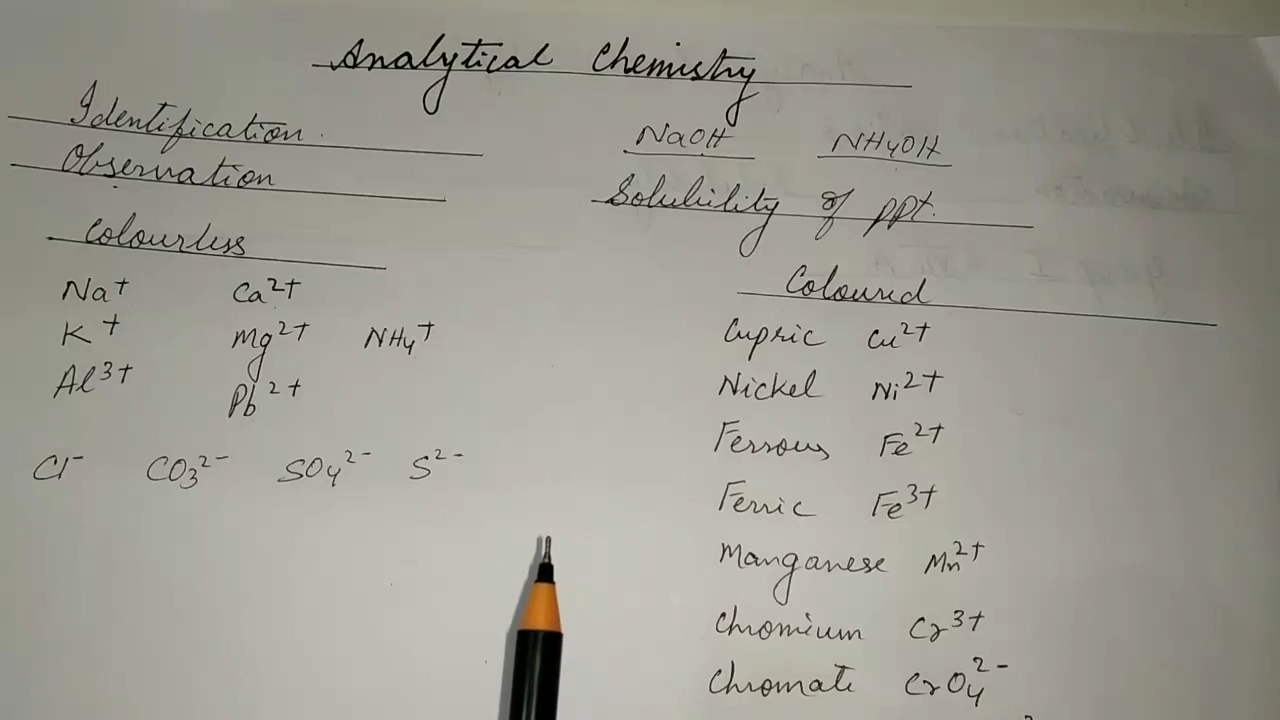 Analytical Chemistry
Identification.
Observation
NaOH NH4OH
Solubility of ppt.
Colourless
Na⁺ Ca²⁺
K⁺ Mg²⁺ NH4⁺
Al³⁺ Pb²⁺
Cl⁻ CO3²⁻ SO4²⁻ S²⁻
Coloured
Cupric Cu²⁺
Nickel Ni²⁺
Ferrous Fe²⁺
Ferric Fe³⁺
Manganese Mn²⁺
Chromium Cr³⁺
Chromate CrO4²⁻